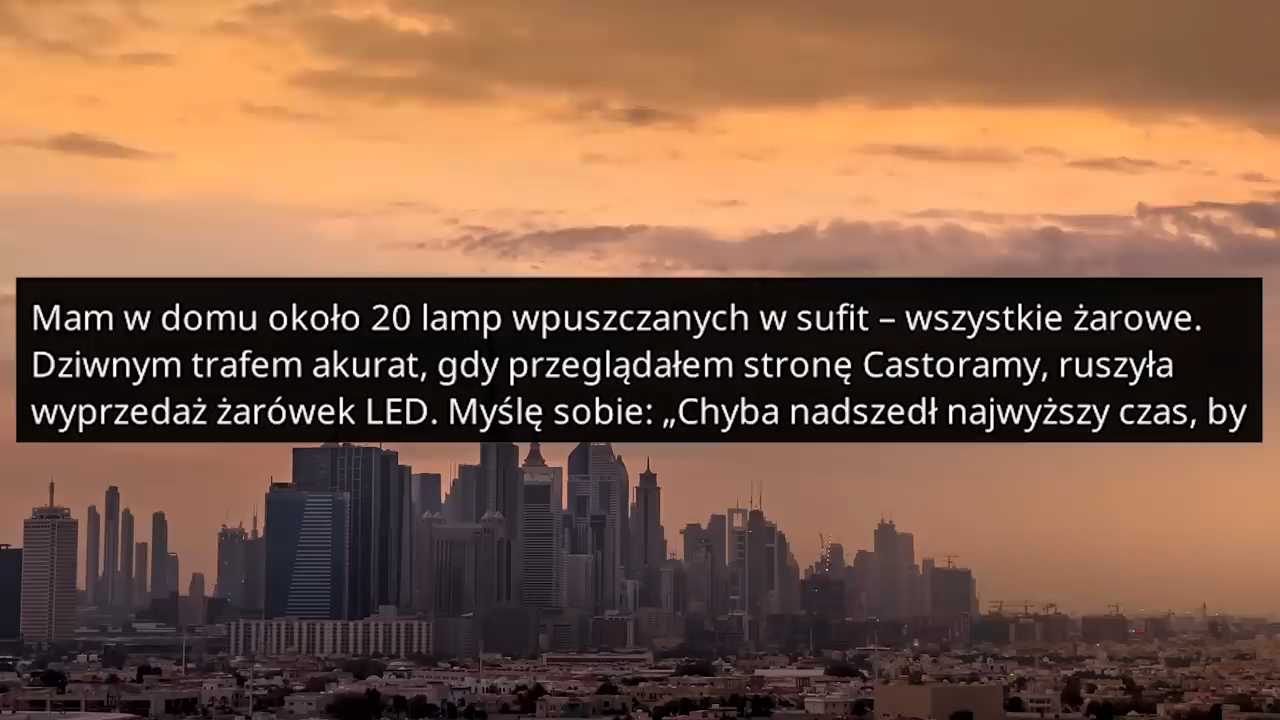 Mam w domu około 20 lamp wpuszczanych w sufit – wszystkie żarowe.
Dziwnym trafem akurat, gdy przeglądałem stronę Castoramy, ruszyła
wyprzedaż żarówek LED. Myślę sobie: „Chyba nadszedł najwyższy czas, by